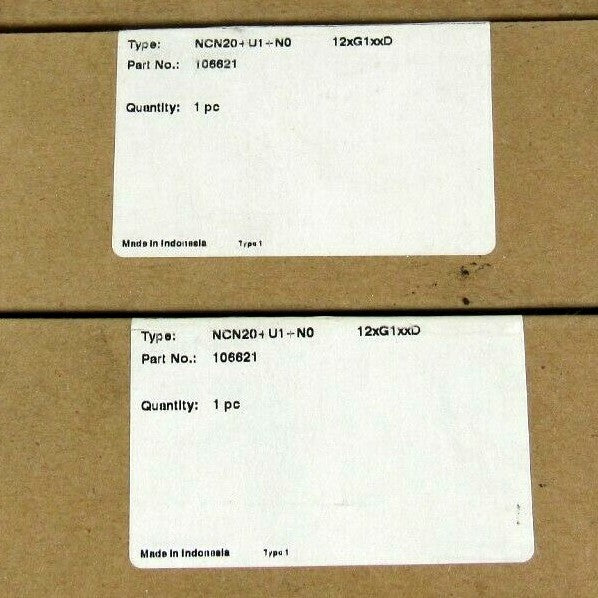 Type: NCN20+U1+N0 12xG1xxD
Part No.: 106621
Quantity: 1 pc
Made in Indonesia Type 1
Type: NCN20+U1+N0 12xG1xxD
Part No.: 106621
Quantity: 1 pc
Made in Indonesia Type 1